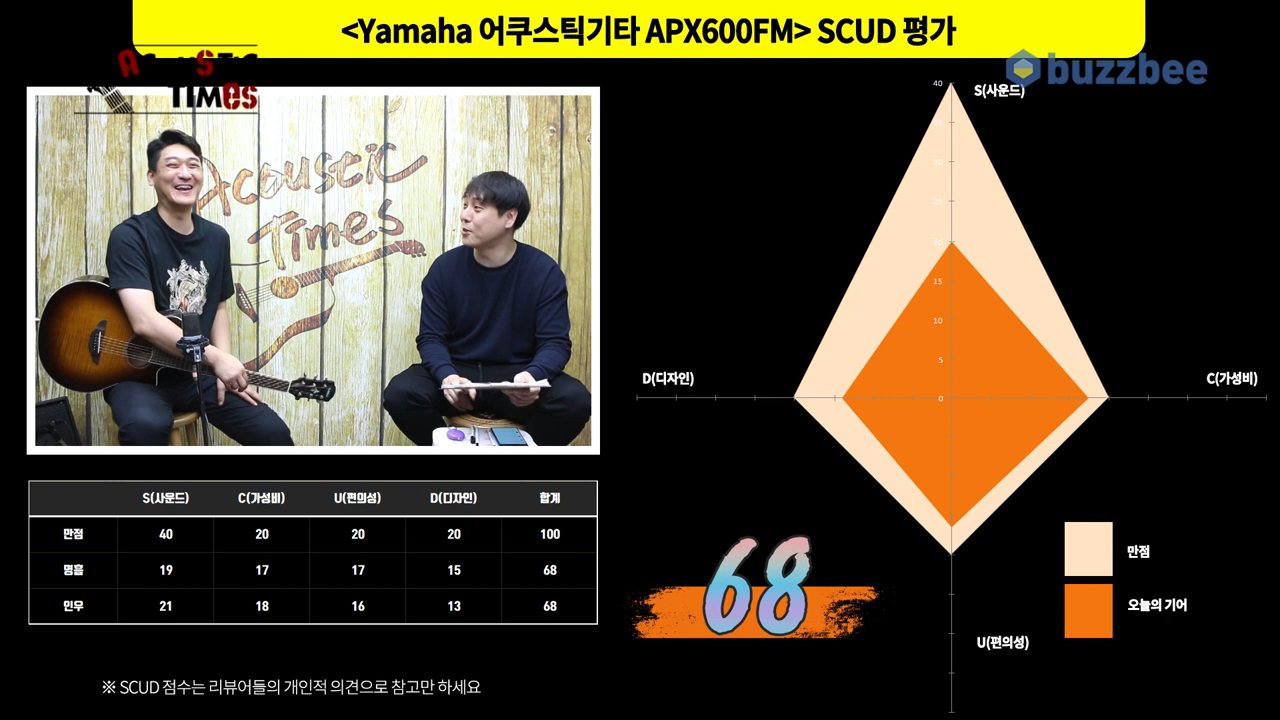 <Yamaha 어쿠스틱기타 APX600FM> SCUD 평가
AcouSTiC
TiMes
buzzbee
Acoustic
Times
S(사운드) C(가성비) U(편의성) D(디자인) 합계
만점 40 20 20 20 100
명흠 19 17 17 15 68
인우 21 18 16 13 68
※ SCUD 점수는 리뷰어들의 개인적 의견으로 참고만 하세요
40
S(사운드)
30
25
20
15
10
5
0
D(디자인)
C(가성비)
U(편의성)
68
만점
오늘의 기어